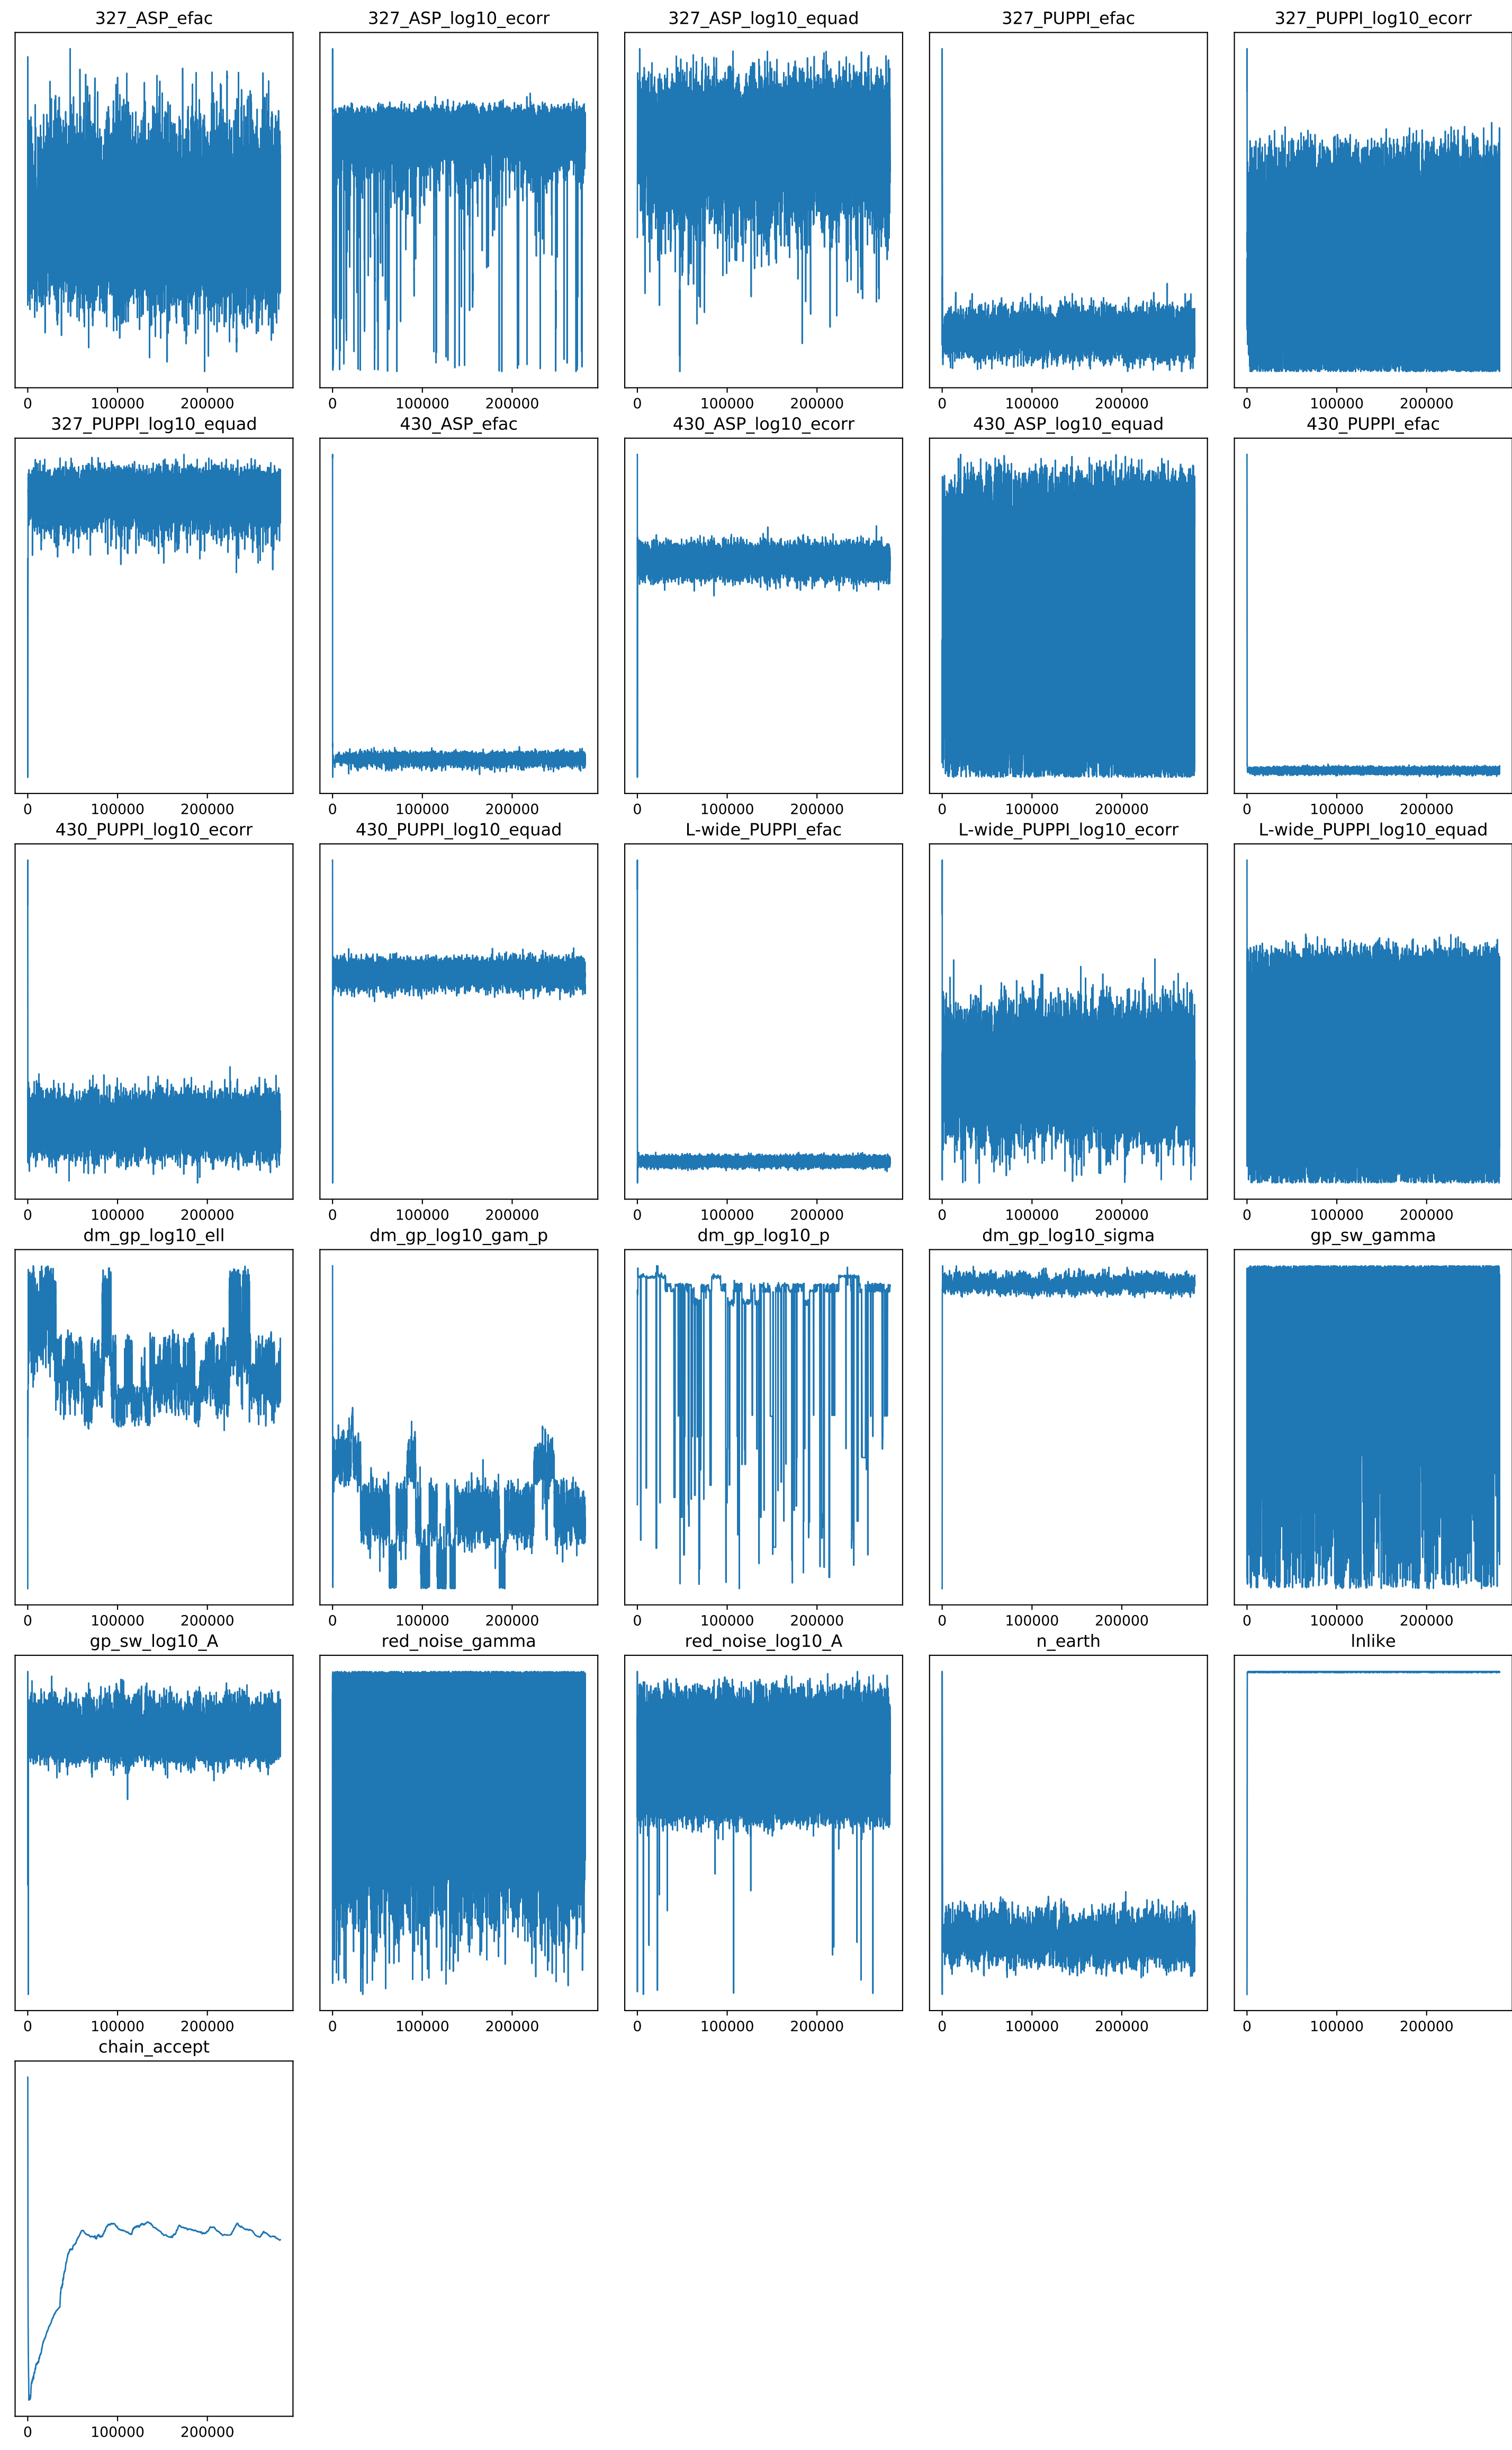 327_ASP_efac 327_ASP_log10_ecorr 327_ASP_log10_equad 327_PUPPI_efac 327_PUPPI_log10_ecorr
0 100000 200000 0 100000 200000 0 100000 200000 0 100000 200000 0 100000 200000
327_PUPPI_log10_equad 430_ASP_efac 430_ASP_log10_ecorr 430_ASP_log10_equad 430_PUPPI_efac
0 100000 200000 0 100000 200000 0 100000 200000 0 100000 200000 0 100000 200000
430_PUPPI_log10_ecorr 430_PUPPI_log10_equad L-wide_PUPPI_efac L-wide_PUPPI_log10_ecorr L-wide_PUPPI_log10_equad
0 100000 200000 0 100000 200000 0 100000 200000 0 100000 200000 0 100000 200000
dm_gp_log10_ell dm_gp_log10_gam_p dm_gp_log10_p dm_gp_log10_sigma gp_sw_gamma
0 100000 200000 0 100000 200000 0 100000 200000 0 100000 200000 0 100000 200000
gp_sw_log10_A red_noise_gamma red_noise_log10_A n_earth lnlike
0 100000 200000 0 100000 200000 0 100000 200000 0 100000 200000 0 100000 200000
chain_accept
0 100000 200000